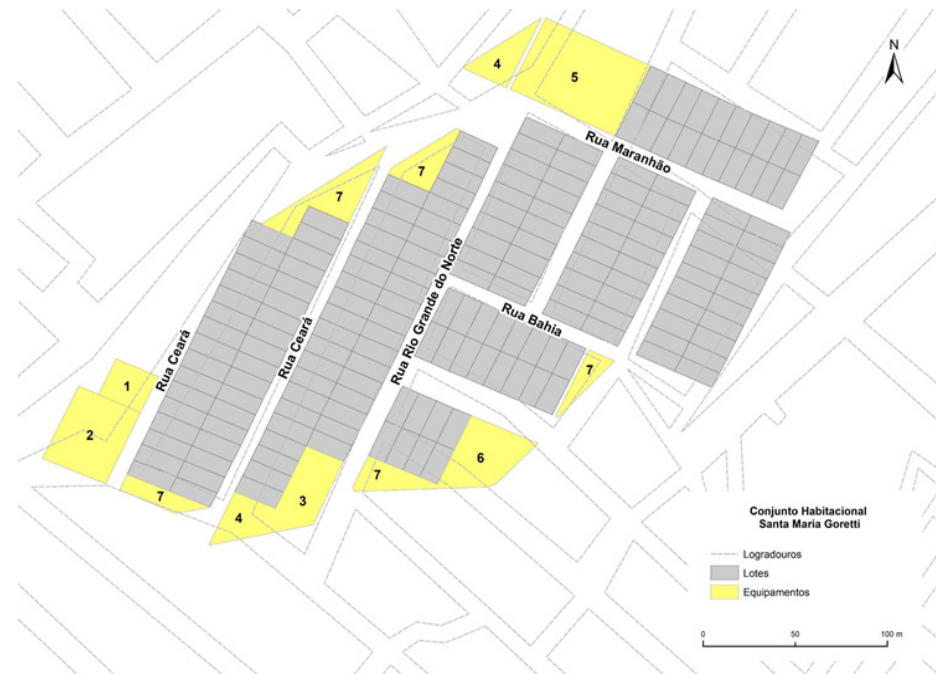 N
4
5
Rua Maranhão
7
7
Rua Rio Grande do Norte
Rua Bahia
Rua Ceará
Rua Ceará
7
1
2
6
7
7
3
4
Conjunto Habitacional
Santa Maria Goretti
Logradouros
Lotes
Equipamentos
0 50 100 m